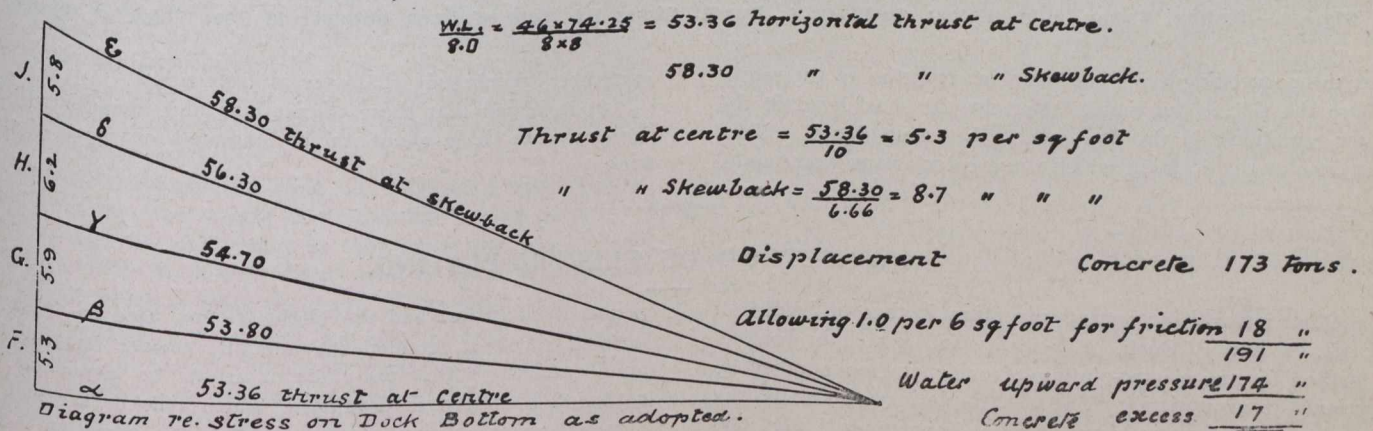 W.L. = 46 x 74.25 = 53.36 horizontal thrust at centre.
8.0 8 x 8
58.30 " " " Skewback.
Thrust at centre = 53.36 = 5.3 per sq foot
10
" " Skewback = 58.30 = 8.7 " " "
6.66
Displacement Concrete 173 Tons.
Allowing 1.0 per 6 sq foot for friction 18 "
191 "
Water upward pressure 174 "
Concrete excess 17 "
J. 5.8 ε 58.30 thrust at skewback
H. 6.2 δ 56.30
G. 5.9 γ 54.70
F. 5.3 β 53.80
α 53.36 thrust at centre
Diagram re. stress on Dock Bottom as adopted.